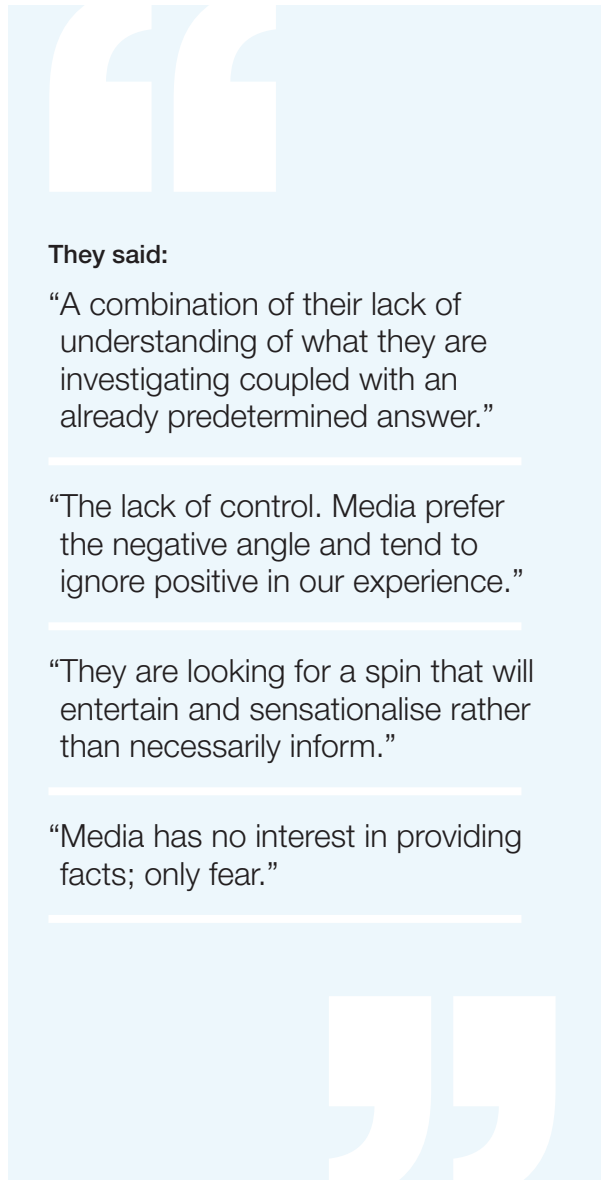 They said:
“A combination of their lack of
understanding of what they are
investigating coupled with an
already predetermined answer.”
“The lack of control. Media prefer
the negative angle and tend to
ignore positive in our experience.”
“They are looking for a spin that will
entertain and sensationalise rather
than necessarily inform.”
“Media has no interest in providing
facts; only fear.”